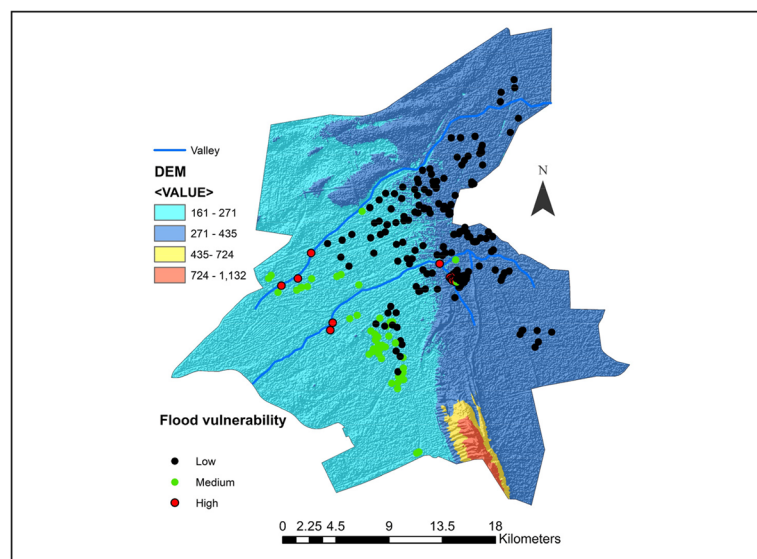 Valley
DEM
<VALUE>
161 - 271
271 - 435
435- 724
724 - 1,132
N
Flood vulnerability
Low
Medium
High
0 2.25 4.5 9 13.5 18
Kilometers